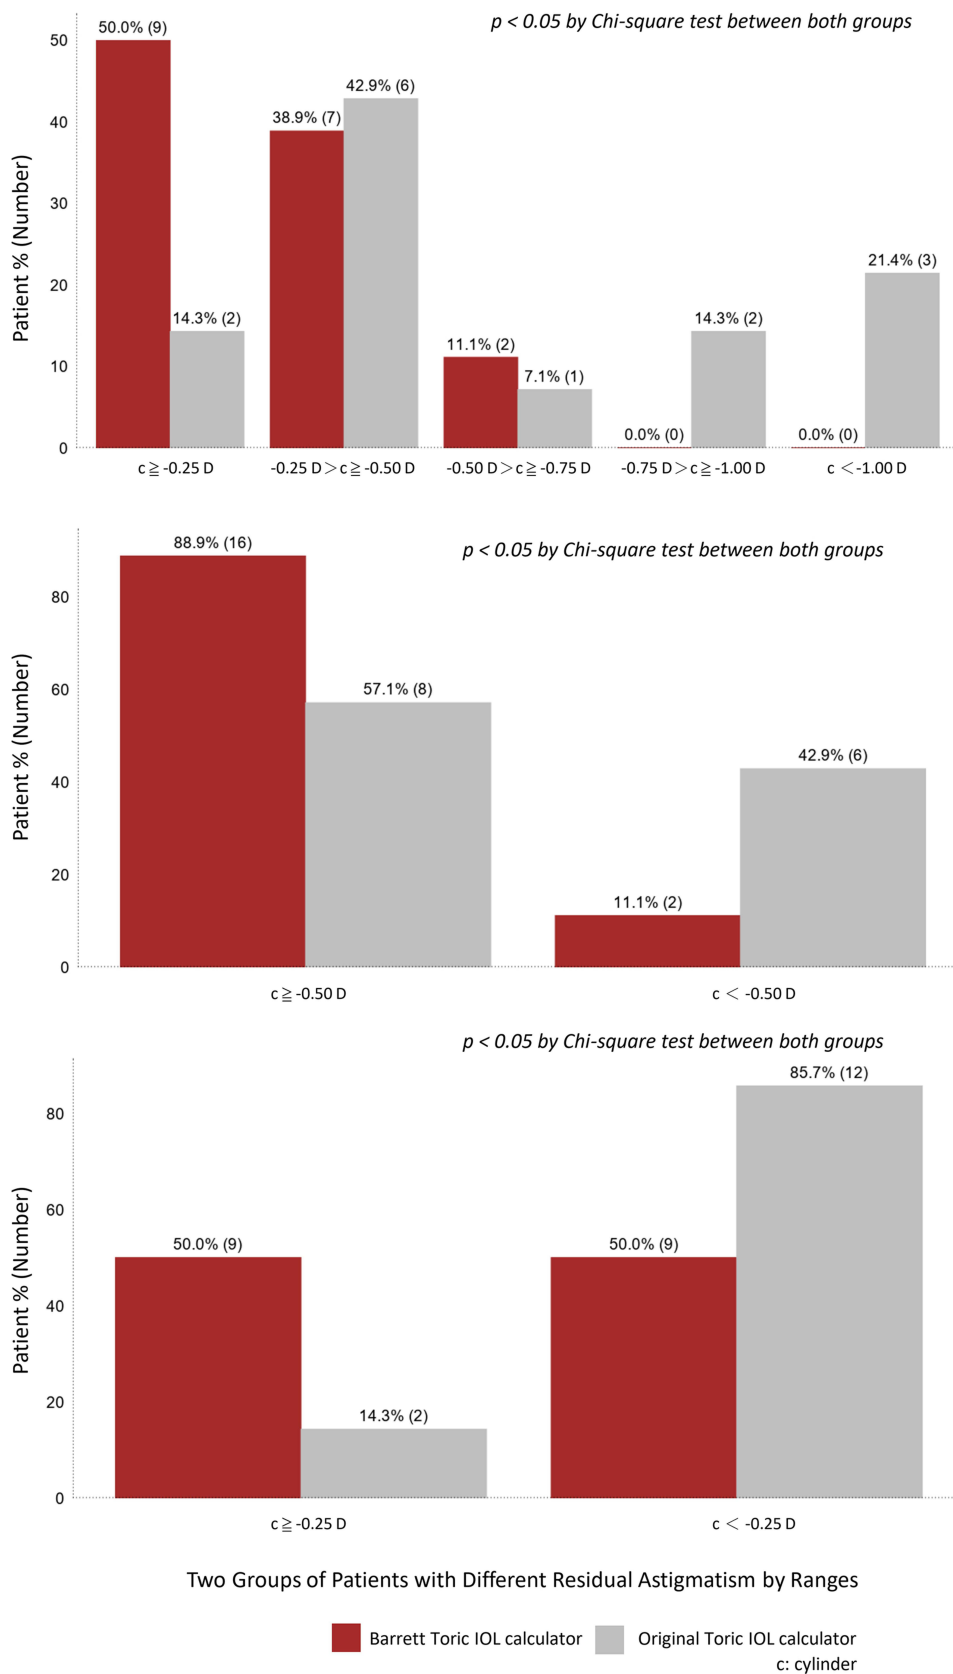 p < 0.05 by Chi-square test between both groups
Patient % (Number)
50
40
30
20
10
0
50.0% (9)
14.3% (2)
38.9% (7)
42.9% (6)
11.1% (2)
7.1% (1)
0.0% (0)
14.3% (2)
0.0% (0)
21.4% (3)
c ≧ -0.25 D
-0.25 D＞c ≧ -0.50 D
-0.50 D＞c ≧ -0.75 D
-0.75 D＞c ≧ -1.00 D
c ＜-1.00 D
p < 0.05 by Chi-square test between both groups
Patient % (Number)
80
60
40
20
0
88.9% (16)
57.1% (8)
11.1% (2)
42.9% (6)
c ≧ -0.50 D
c ＜ -0.50 D
p < 0.05 by Chi-square test between both groups
Patient % (Number)
80
60
40
20
0
50.0% (9)
14.3% (2)
50.0% (9)
85.7% (12)
c ≧ -0.25 D
c ＜ -0.25 D
Two Groups of Patients with Different Residual Astigmatism by Ranges
Barrett Toric IOL calculator
Original Toric IOL calculator
c: cylinder